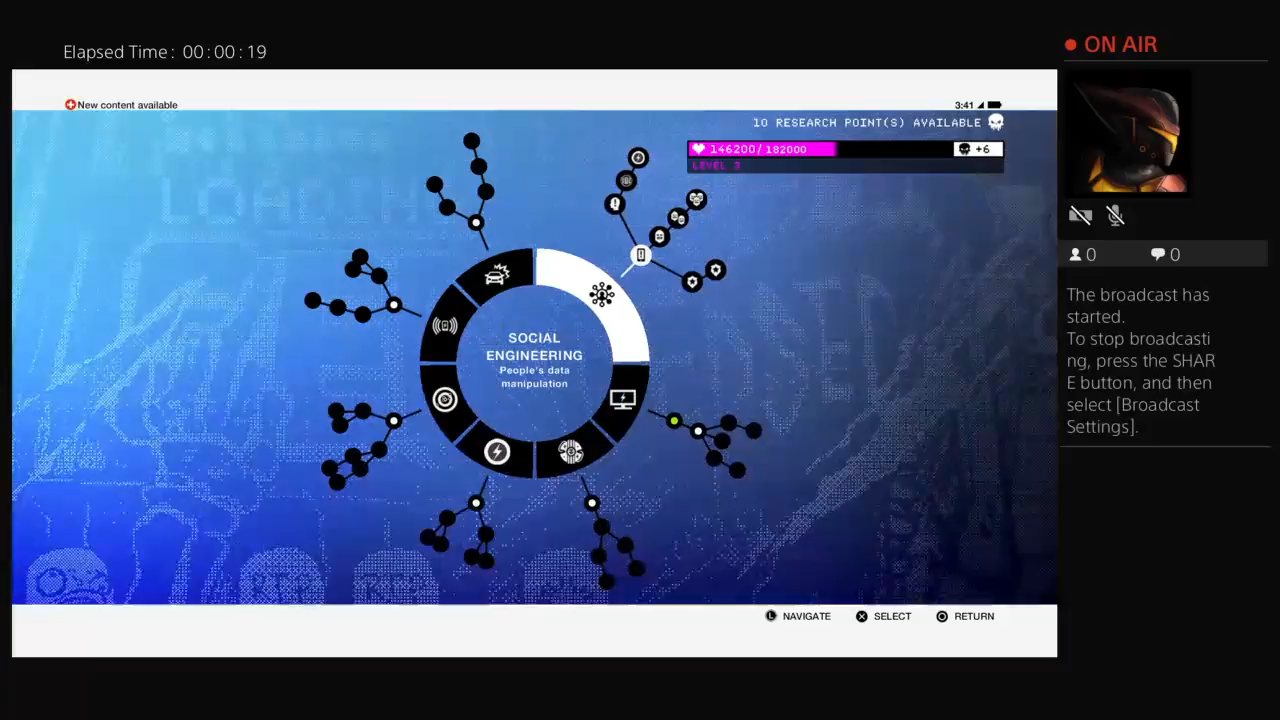 Elapsed Time: 00:00:19
ON AIR
New content available
3:41
10 RESEARCH POINT(S) AVAILABLE
146200/182000
+6
LEVEL 3
SOCIAL
ENGINEERING
People's data
manipulation
0
0
The broadcast has
started.
To stop broadcasti
ng, press the SHAR
E button, and then
select [Broadcast
Settings].
L NAVIGATE
SELECT
RETURN